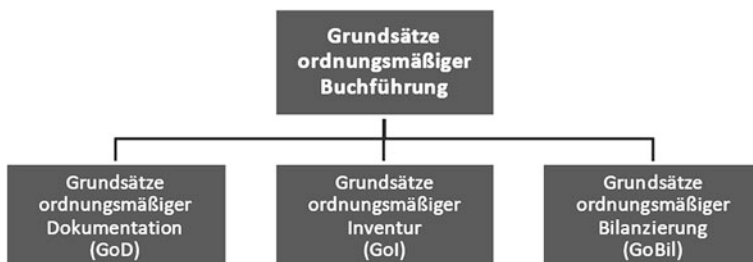 Grundsätze
ordnungsmäßiger
Buchführung
Grundsätze
ordnungsmäßiger
Dokumentation
(GoD)
Grundsätze
ordnungsmäßiger
Inventur
(GoI)
Grundsätze
ordnungsmäßiger
Bilanzierung
(GoBil)